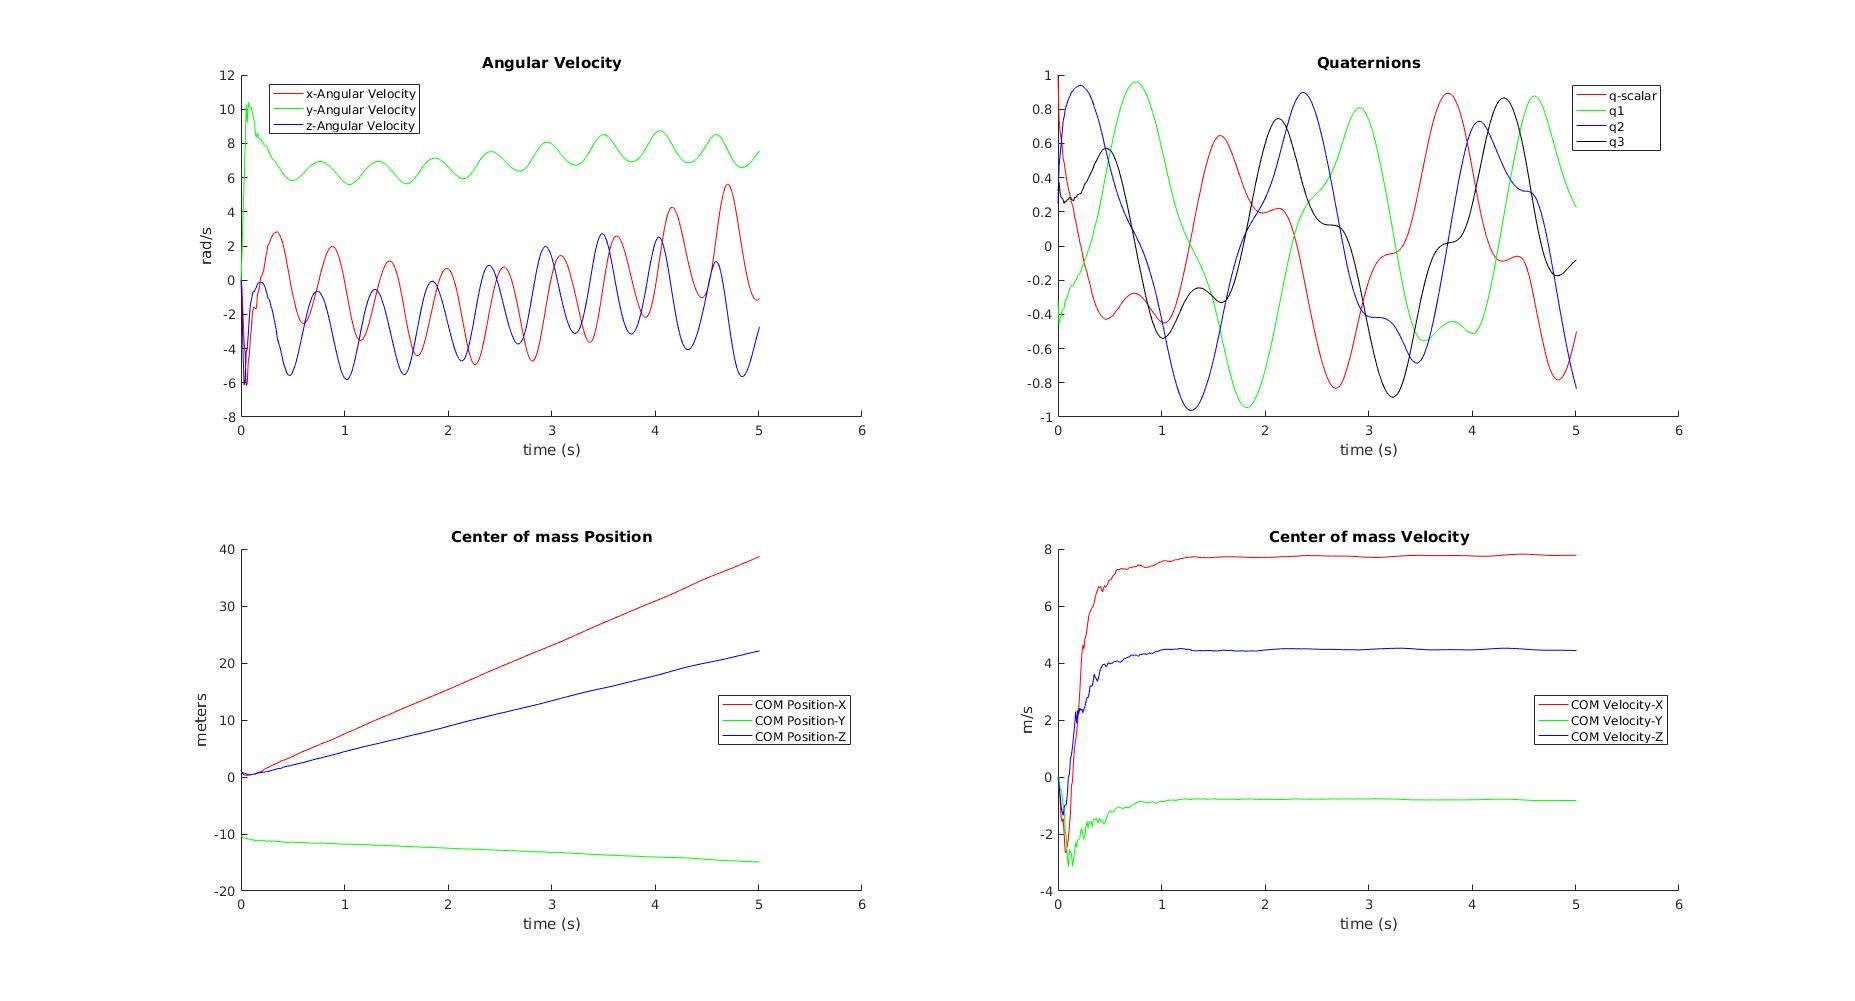 Angular Velocity
12
10
8
6
4
2
0
-2
-4
-6
-8
rad/s
x-Angular Velocity
y-Angular Velocity
z-Angular Velocity
0 1 2 3 4 5 6
time (s)
Quaternions
1
0.8
0.6
0.4
0.2
0
-0.2
-0.4
-0.6
-0.8
-1
q-scalar
q1
q2
q3
0 1 2 3 4 5 6
time (s)
Center of mass Position
40
30
20
10
0
-10
-20
meters
COM Position-X
COM Position-Y
COM Position-Z
0 1 2 3 4 5 6
time (s)
Center of mass Velocity
8
6
4
2
0
-2
-4
m/s
COM Velocity-X
COM Velocity-Y
COM Velocity-Z
0 1 2 3 4 5 6
time (s)